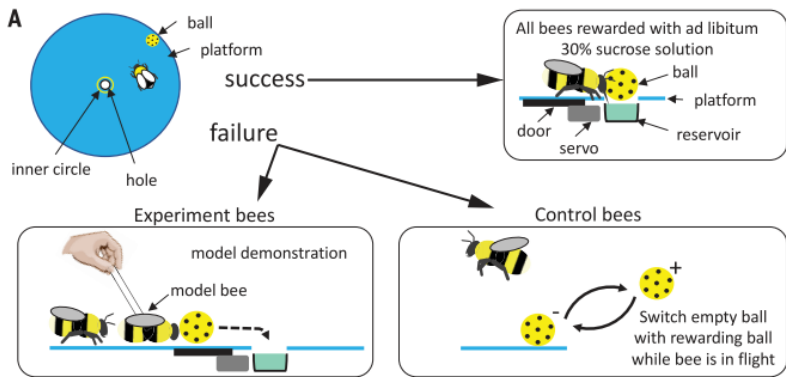 A
ball
platform
success
failure
inner circle
hole
All bees rewarded with ad libitum
30% sucrose solution
ball
platform
door
servo
reservoir
Experiment bees
model demonstration
model bee
Control bees
+
-
Switch empty ball
with rewarding ball
while bee is in flight